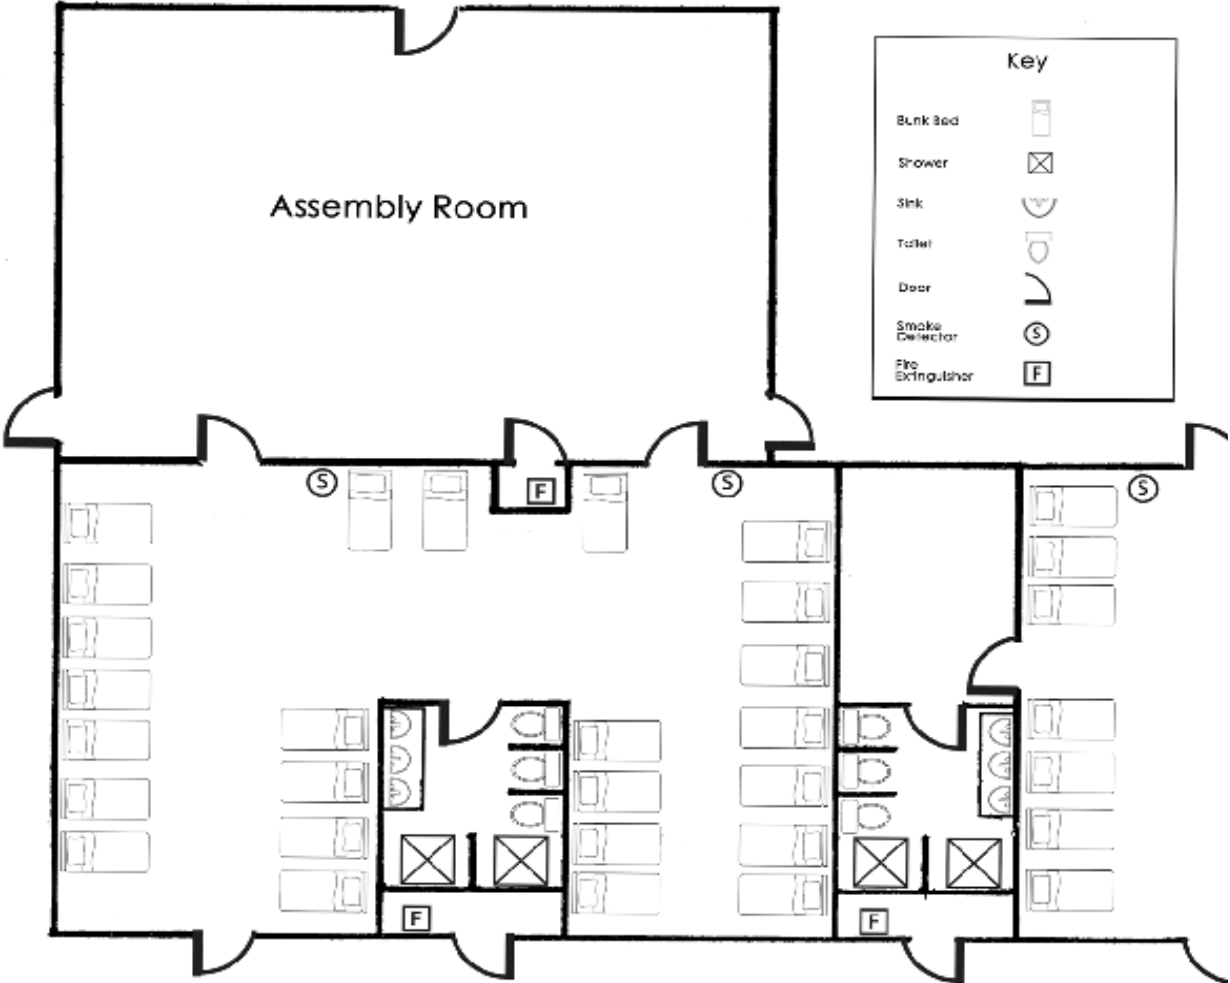 Key
Bunk Bed
Shower
Sink
Toilet
Door
Smoke
Detector
S
Fire
Extinguisher
F
Assembly Room
S
F
S
S
F
F